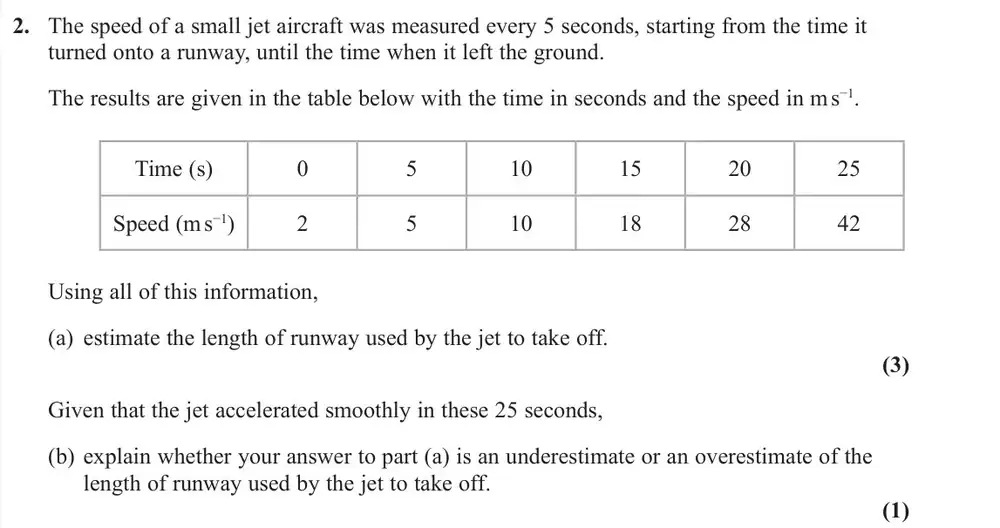 2. The speed of a small jet aircraft was measured every 5 seconds, starting from the time it
turned onto a runway, until the time when it left the ground.
The results are given in the table below with the time in seconds and the speed in m s⁻¹.
Time (s) 0 5 10 15 20 25
Speed (m s⁻¹) 2 5 10 18 28 42
Using all of this information,
(a) estimate the length of runway used by the jet to take off.
(3)
Given that the jet accelerated smoothly in these 25 seconds,
(b) explain whether your answer to part (a) is an underestimate or an overestimate of the
length of runway used by the jet to take off.
(1)